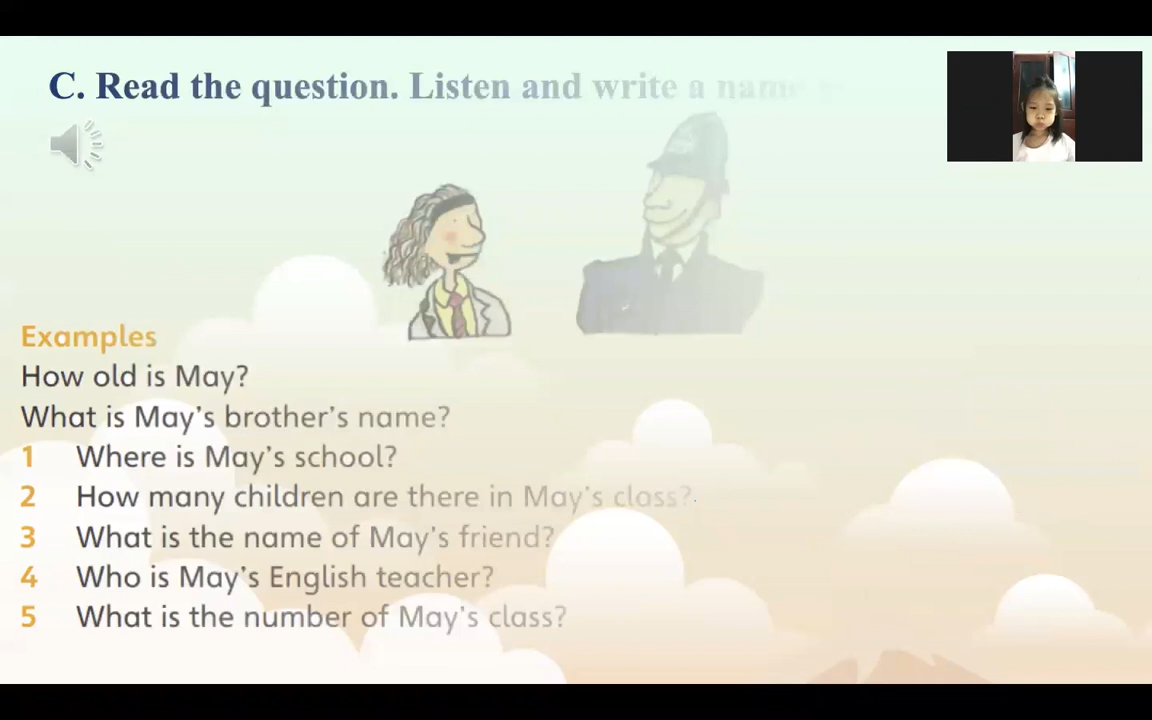 C. Read the question. Listen and write a name
Examples
How old is May?
What is May's brother's name?
1 Where is May's school?
2 How many children are there in May's class?
3 What is the name of May's friend?
4 Who is May's English teacher?
5 What is the number of May's class?